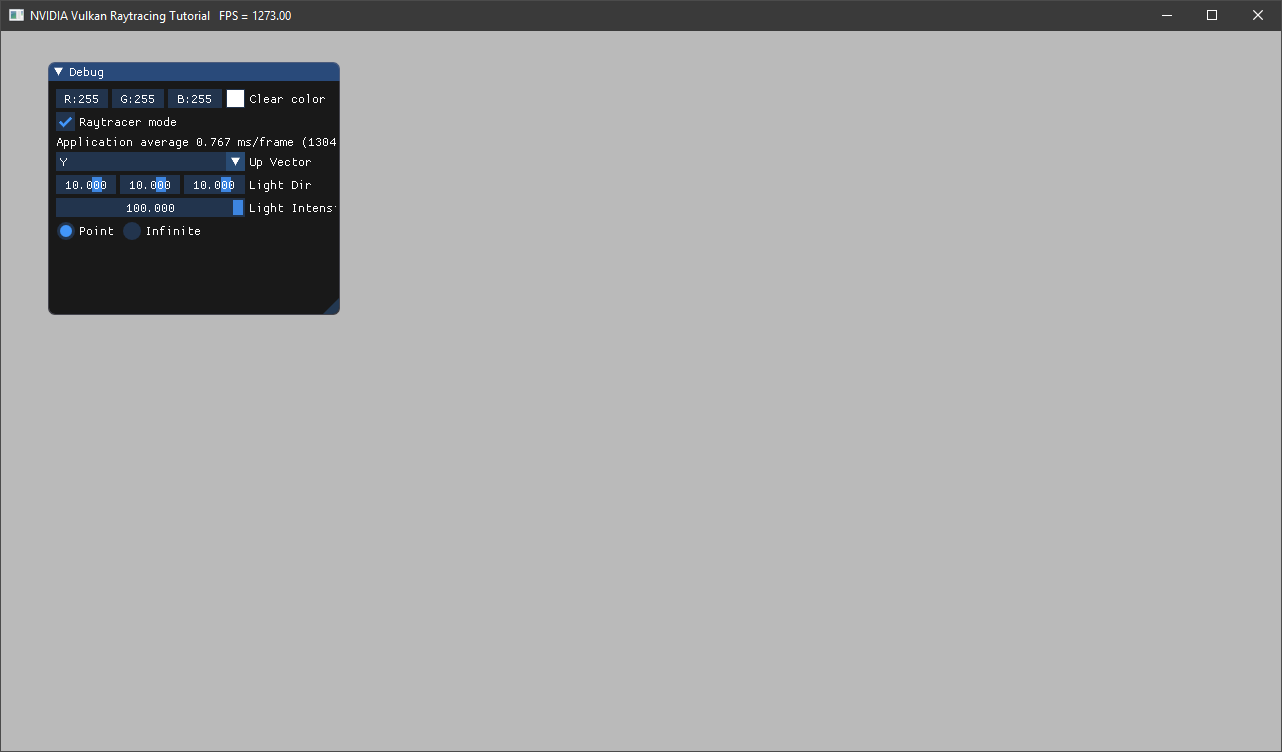 NVIDIA Vulkan Raytracing Tutorial FPS = 1273.00
Debug
R:255 G:255 B:255 Clear color
Raytracer mode
Application average 0.767 ms/frame (1304
Y Up Vector
10.000 10.000 10.000 Light Dir
100.000 Light Intens
Point Infinite